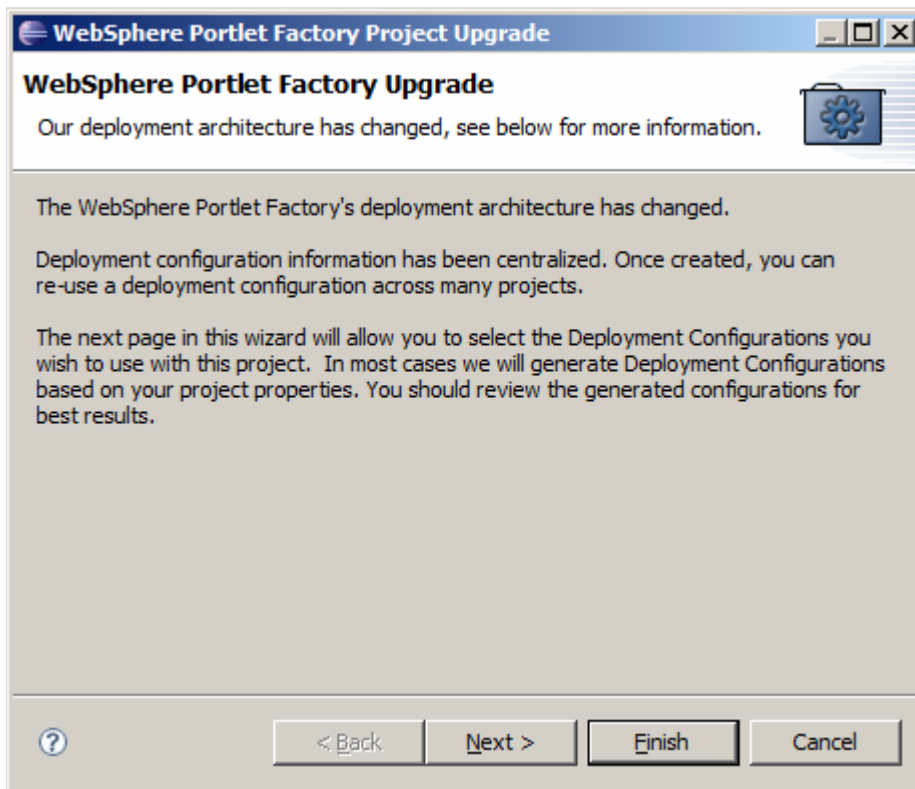 WebSphere Portlet Factory Project Upgrade
WebSphere Portlet Factory Upgrade
Our deployment architecture has changed, see below for more information.
The WebSphere Portlet Factory's deployment architecture has changed.
Deployment configuration information has been centralized. Once created, you can
re-use a deployment configuration across many projects.
The next page in this wizard will allow you to select the Deployment Configurations you
wish to use with this project.  In most cases we will generate Deployment Configurations
based on your project properties. You should review the generated configurations for
best results.
?
< Back
Next >
Finish
Cancel